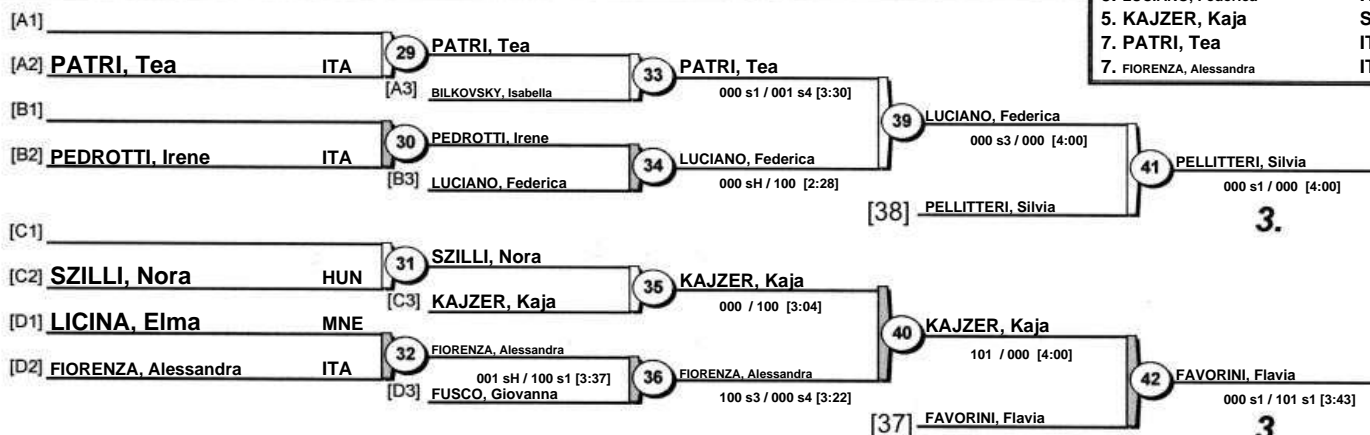 5. LUCIANO, Federica
5. KAJZER, Kaja S
7. PATRI, Tea IT
7. FIORENZA, Alessandra IT
[A1]
[A2] PATRI, Tea ITA
29
PATRI, Tea
[A3] BILKOVSKY, Isabella
33
PATRI, Tea
000 s1 / 001 s4 [3:30]
[B1]
[B2] PEDROTTI, Irene ITA
30
PEDROTTI, Irene
[B3] LUCIANO, Federica
34
LUCIANO, Federica
000 sH / 100 [2:28]
39
LUCIANO, Federica
000 s3 / 000 [4:00]
[38] PELLITTERI, Silvia
41
PELLITTERI, Silvia
000 s1 / 000 [4:00]
3.
[C1]
[C2] SZILLI, Nora HUN
31
SZILLI, Nora
[C3] KAJZER, Kaja
35
KAJZER, Kaja
000 / 100 [3:04]
[D1] LICINA, Elma MNE
[D2] FIORENZA, Alessandra ITA
32
FIORENZA, Alessandra
001 sH / 100 s1 [3:37]
[D3] FUSCO, Giovanna
36
FIORENZA, Alessandra
100 s3 / 000 s4 [3:22]
40
KAJZER, Kaja
101 / 000 [4:00]
[37] FAVORINI, Flavia
42
FAVORINI, Flavia
000 s1 / 101 s1 [3:43]
3